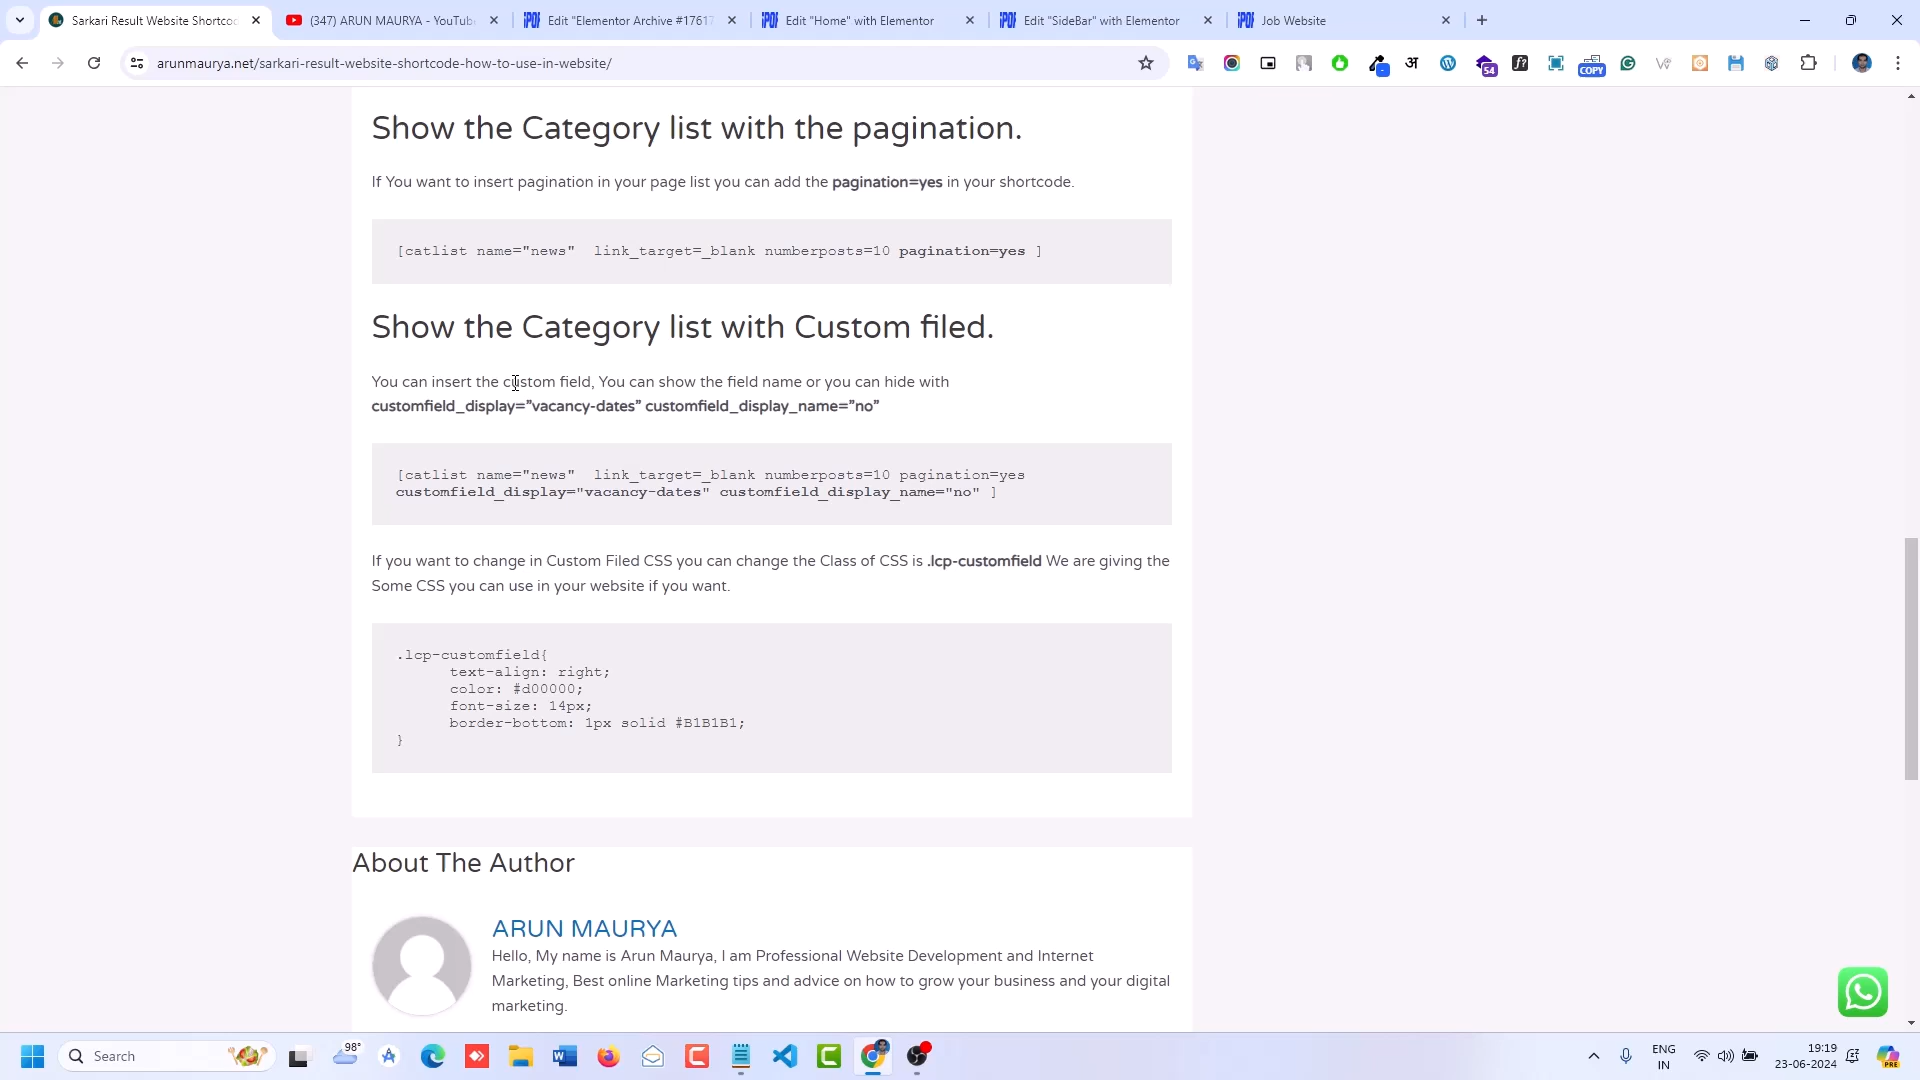 Sarkari Result Website Shortcod
(347) ARUN MAURYA - YouTube
Edit "Elementor Archive #17617
Edit "Home" with Elementor
Edit "SideBar" with Elementor
Job Website
arunmaurya.net/sarkari-result-website-shortcode-how-to-use-in-website/
Show the Category list with the pagination.
If You want to insert pagination in your page list you can add the pagination=yes in your shortcode.
[catlist name="news"  link_target=_blank numberposts=10 pagination=yes ]
Show the Category list with Custom filed.
You can insert the custom field, You can show the field name or you can hide with
customfield_display=”vacancy-dates” customfield_display_name=”no”
[catlist name="news"  link_target=_blank numberposts=10 pagination=yes
customfield_display="vacancy-dates" customfield_display_name="no" ]
If you want to change in Custom Filed CSS you can change the Class of CSS is .lcp-customfield We are giving the
Some CSS you can use in your website if you want.
.lcp-customfield{
text-align: right;
color: #d00000;
font-size: 14px;
border-bottom: 1px solid #B1B1B1;
}
About The Author
ARUN MAURYA
Hello, My name is Arun Maurya, I am Professional Website Development and Internet
Marketing, Best online Marketing tips and advice on how to grow your business and your digital
marketing.
Search
98°
ENG
IN
19:19
23-06-2024